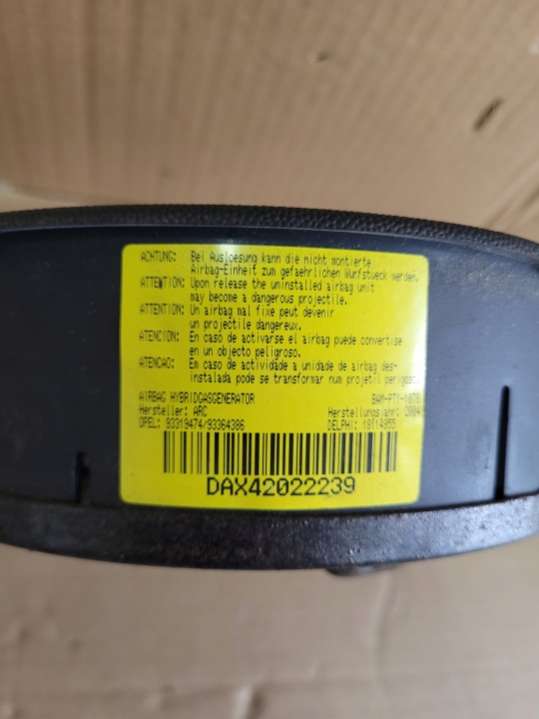 ACHTUNG: Bei Ausloesung kann die nicht montierte
Airbag-Einheit zum gefaehrlichen Wurfstueck werden.
ATTENTION: Upon release the uninstalled airbag unit
may become a dangerous projectile.
ATTENTION: Un airbag mal fixe peut devenir
un projectile dangereux.
ATENCION: En caso de activarse el airbag puede convertise
en un objecto peligroso.
ATENCAO: Em caso de actividade a unidade de airbag des-
instalada pode se transformar num projetil perigoso.
AIRBAG HYBRIDGASGENERATOR
Hersteller: ARC Herstellungsjahr:
OPEL: 93319474/93364386 DELPHI:
DAX42022239